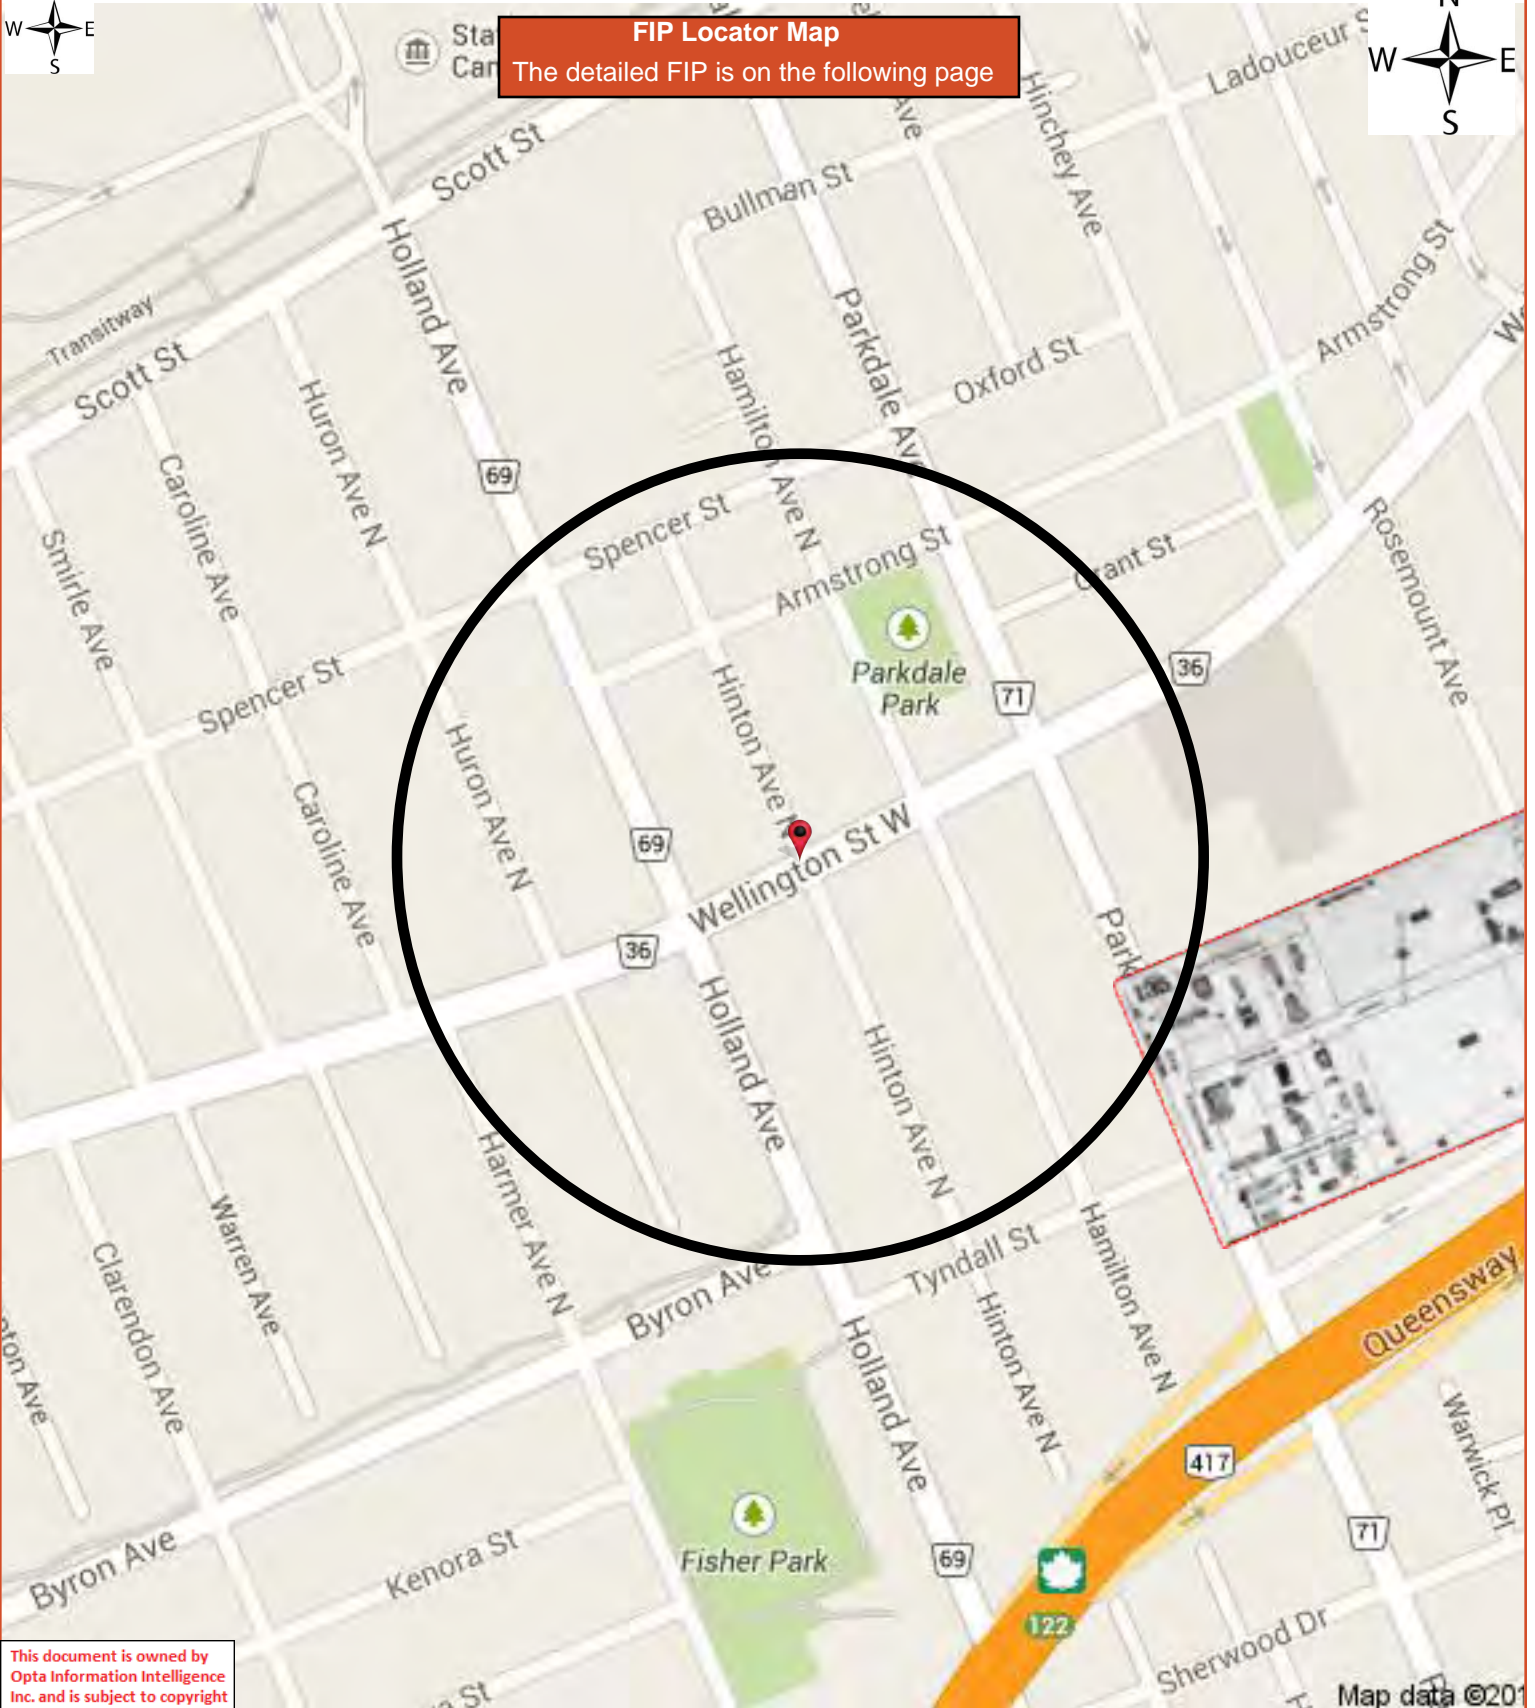 W
E
S
N
W
E
S
FIP Locator Map
The detailed FIP is on the following page
Scott St
Ladouceur
Hinchey Ave
Ave
Bullman St
Holland Ave
Transitway
Scott St
Parkdale Ave
Armstrong St
Huron Ave N
Hamilton Ave N
Oxford St
Caroline Ave
69
Spencer St
Smirle Ave
Armstrong St
Grant St
Rosemount Ave
Parkdale
Park
71
36
Spencer St
Hinton Ave N
Huron Ave N
Caroline Ave
69
Wellington St W
36
Park
135
Holland Ave
Hinton Ave N
Harmer Ave N
Warren Ave
Clarendon Ave
Byron Ave
Tyndall St
Hamilton Ave N
Hinton Ave N
Queensway
Holland Ave
417
Warwick Pl
71
Fisher Park
69
Byron Ave
Kenora St
122
Sherwood Dr
This document is owned by
Opta Information Intelligence
Inc. and is subject to copyright
St
Map data ©201